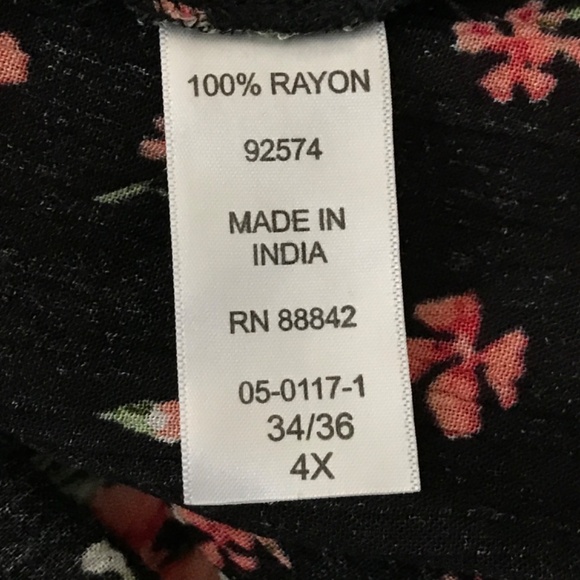 100% RAYON
92574
MADE IN
INDIA
RN 88842
05-0117-1
34/36
4X